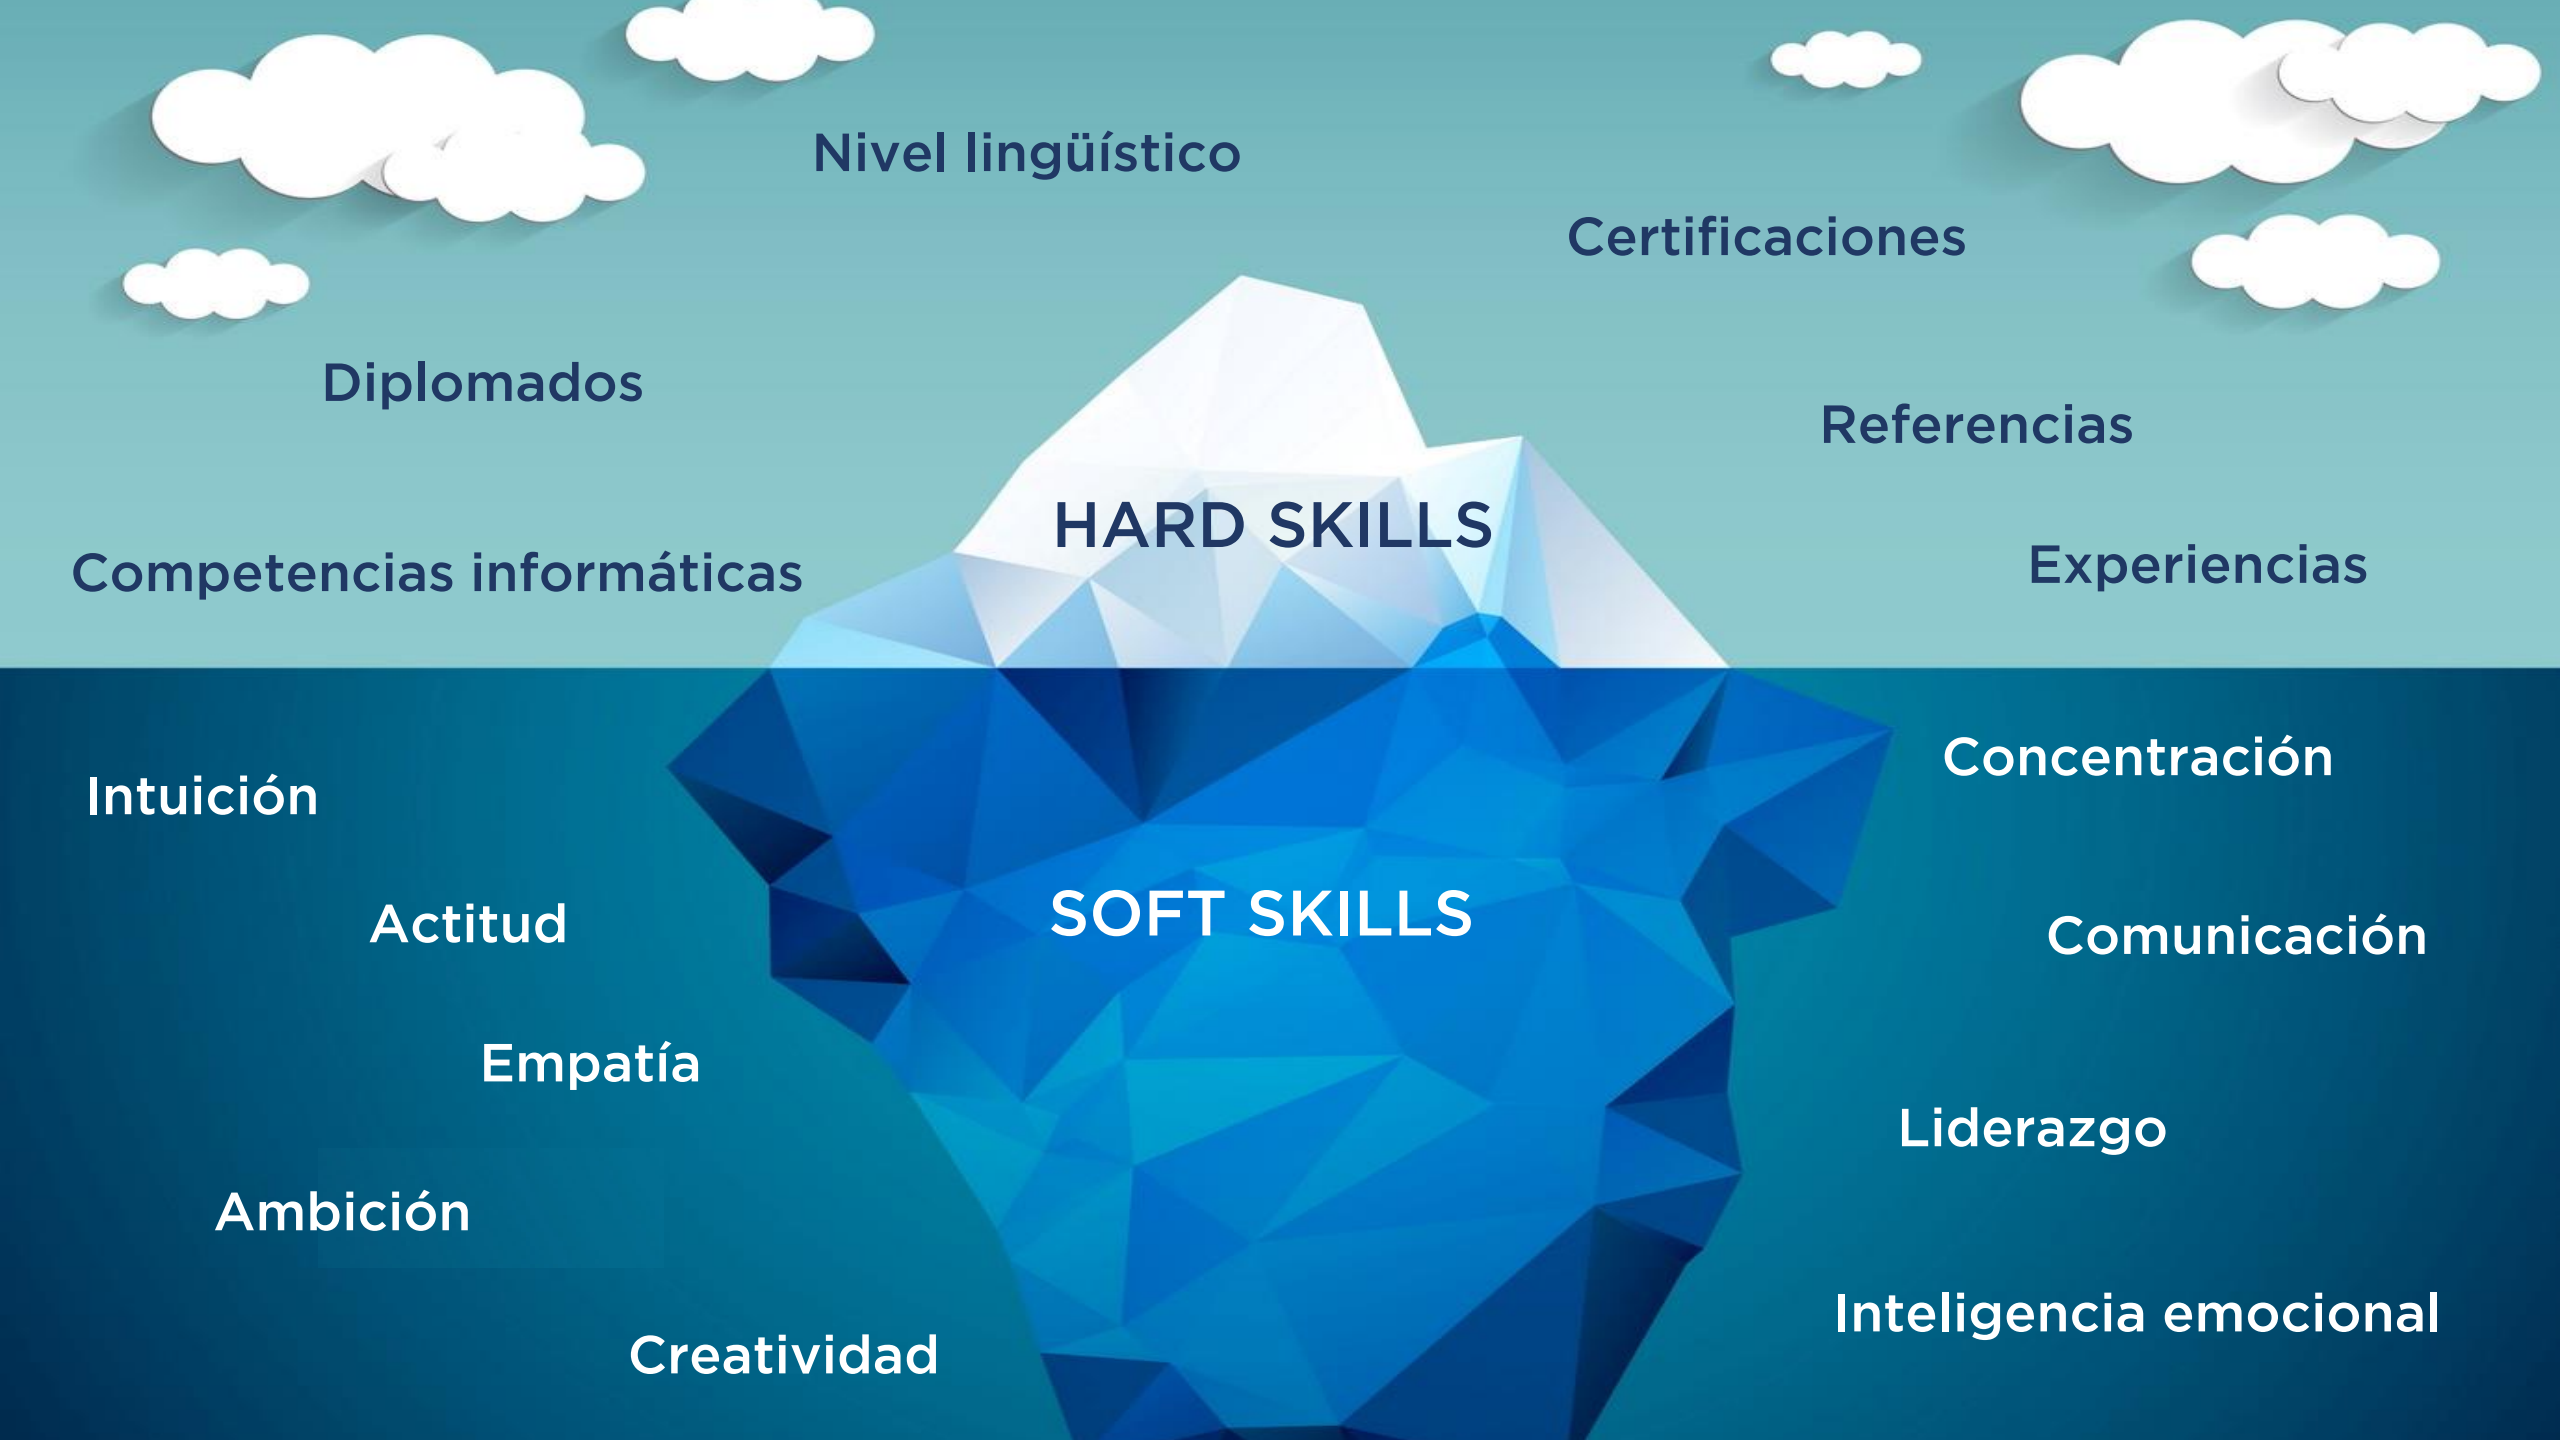 Nivel lingüístico
Certificaciones
Diplomados
Referencias
HARD SKILLS
Competencias informáticas
Experiencias
Concentración
Intuición
SOFT SKILLS
Actitud
Comunicación
Empatía
Liderazgo
Ambición
Inteligencia emocional
Creatividad